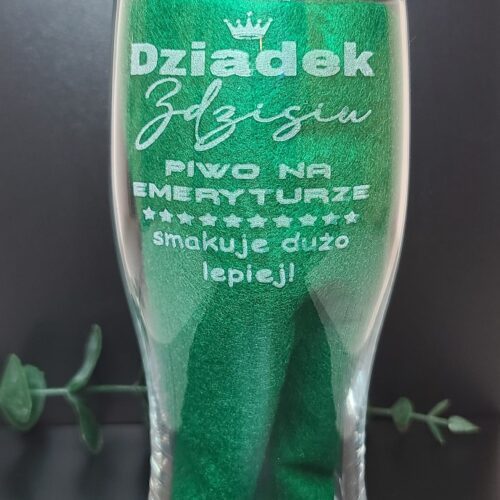 Dziadek
Zdzisiu
PIWO NA
EMERYTURZE
smakuje dużo
lepiej!